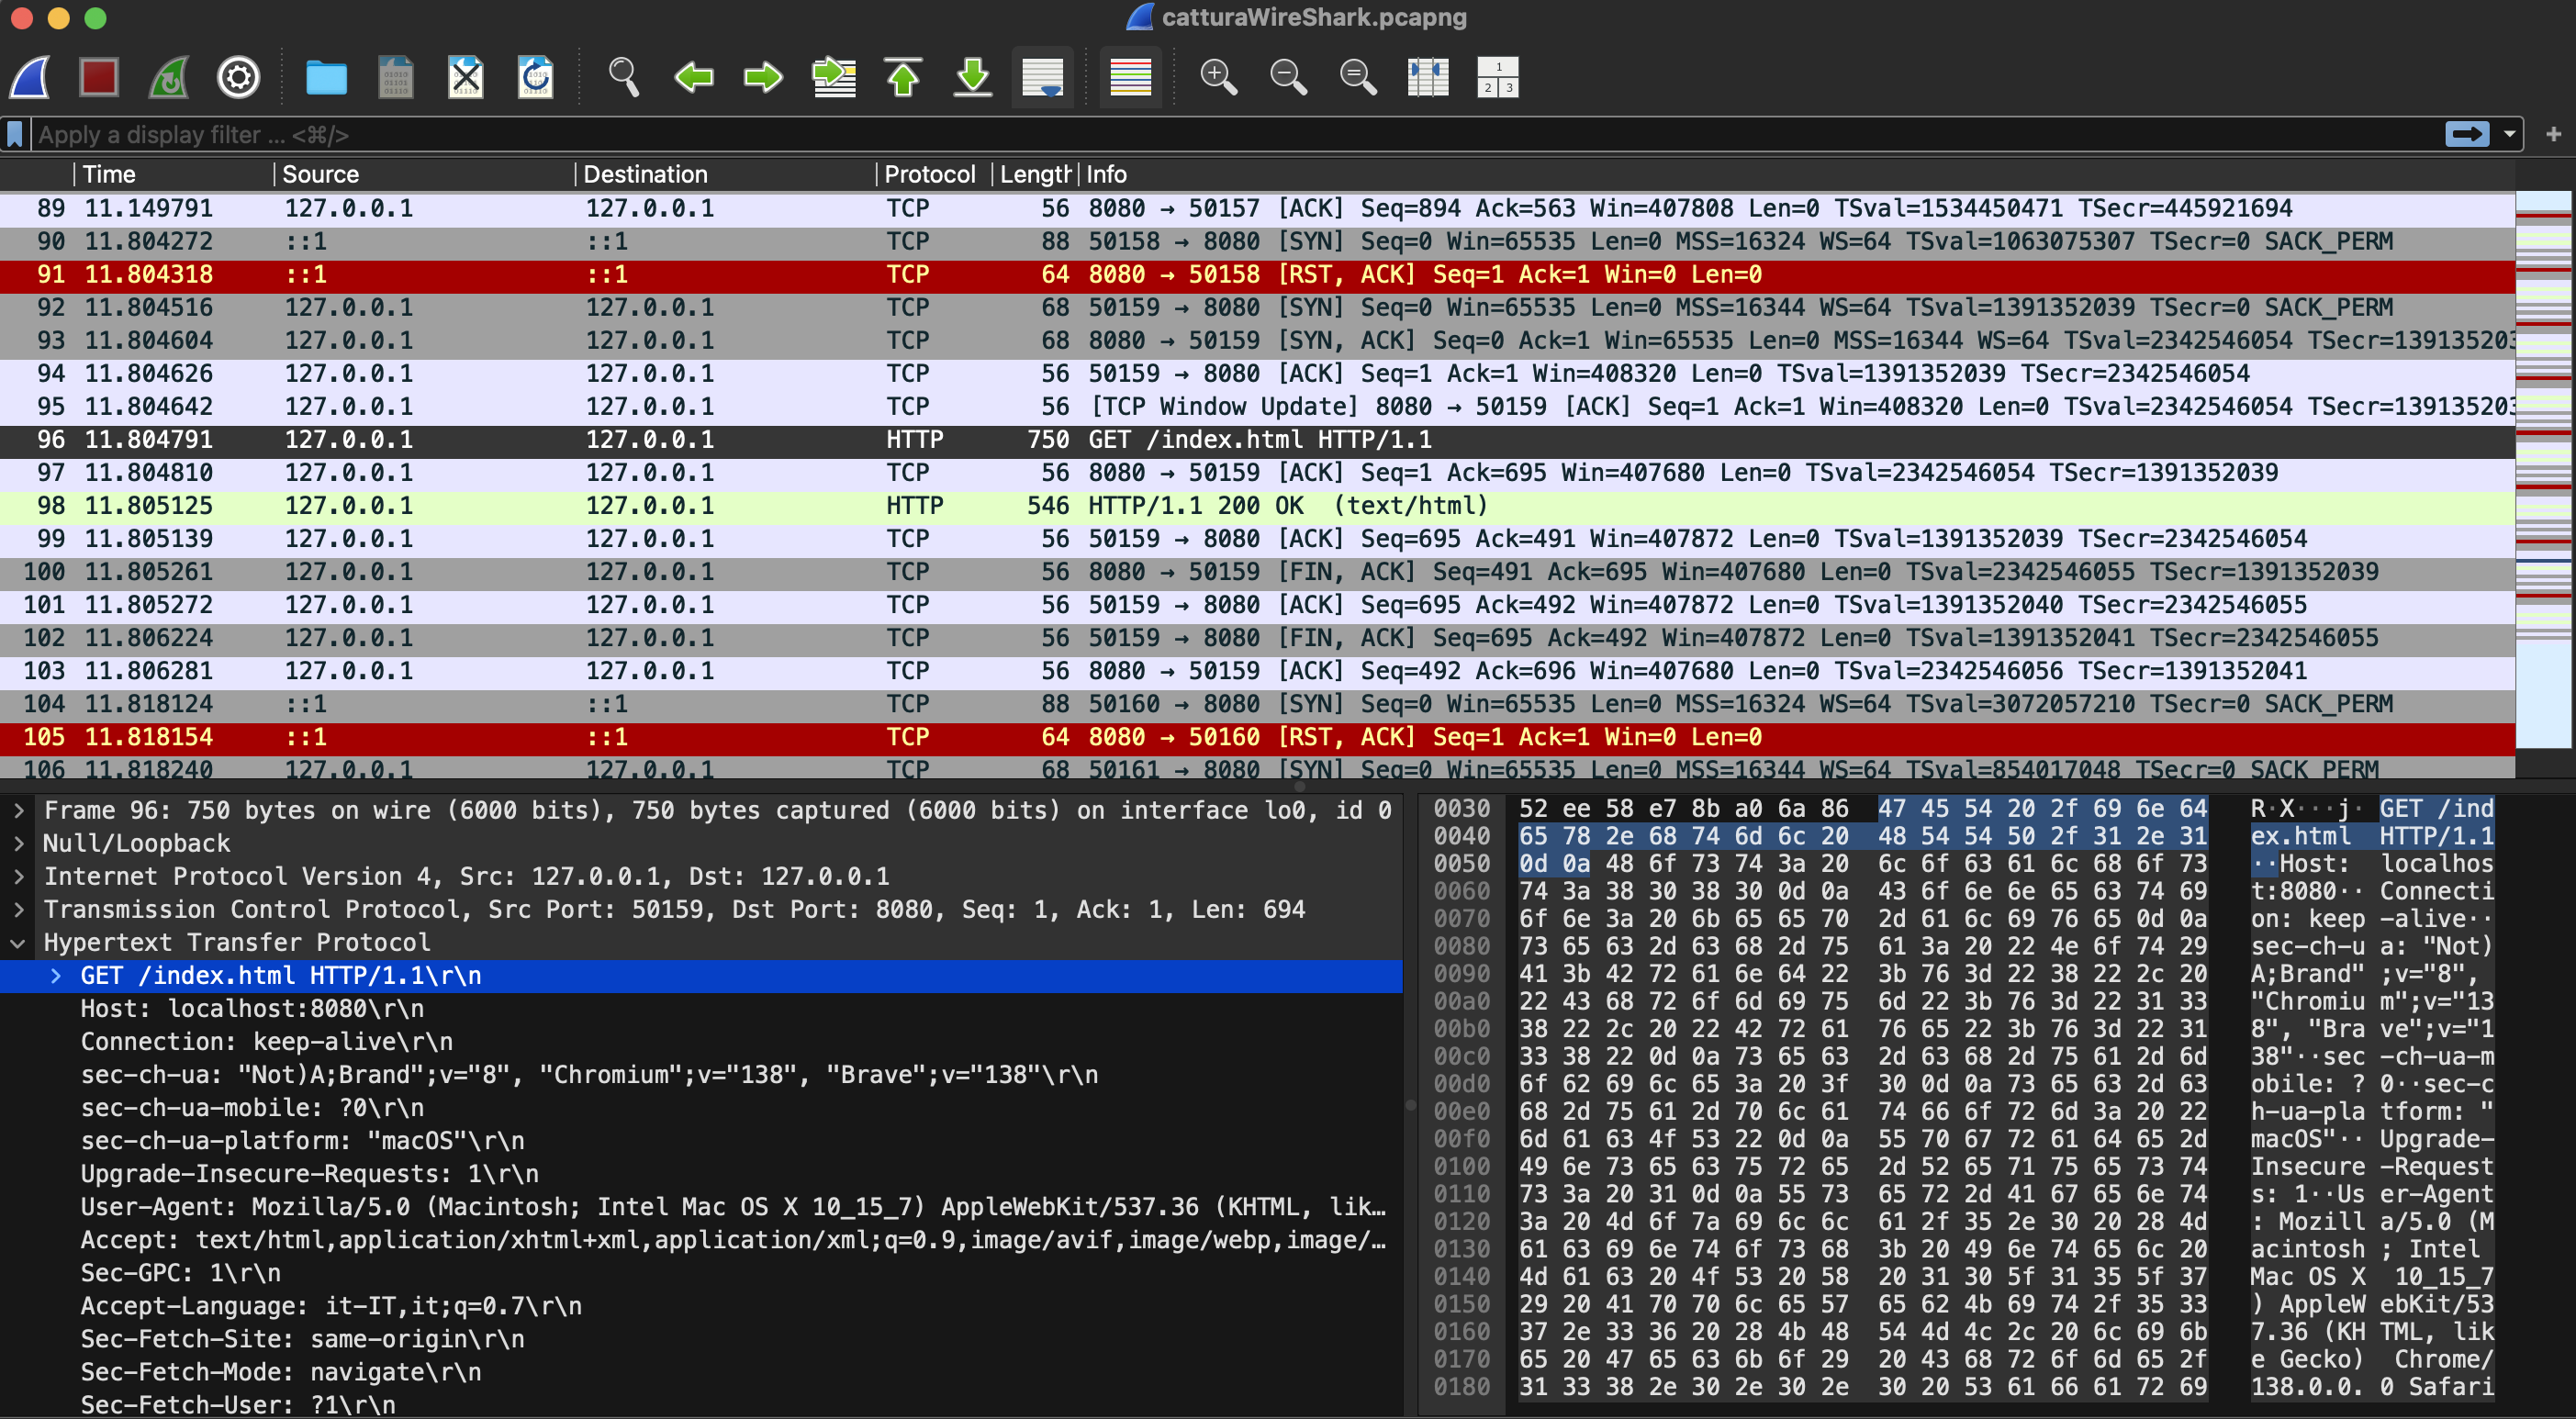 catturaWireShark.pcapng
Apply a display filter ... <⌘/>
Time Source Destination Protocol Length Info
89 11.149791 127.0.0.1 127.0.0.1 TCP 56 8080 → 50157 [ACK] Seq=894 Ack=563 Win=407808 Len=0 TSval=1534450471 TSecr=445921694
90 11.804272 ::1 ::1 TCP 88 50158 → 8080 [SYN] Seq=0 Win=65535 Len=0 MSS=16324 WS=64 TSval=1063075307 TSecr=0 SACK_PERM
91 11.804318 ::1 ::1 TCP 64 8080 → 50158 [RST, ACK] Seq=1 Ack=1 Win=0 Len=0
92 11.804516 127.0.0.1 127.0.0.1 TCP 68 50159 → 8080 [SYN] Seq=0 Win=65535 Len=0 MSS=16344 WS=64 TSval=1391352039 TSecr=0 SACK_PERM
93 11.804604 127.0.0.1 127.0.0.1 TCP 68 8080 → 50159 [SYN, ACK] Seq=0 Ack=1 Win=65535 Len=0 MSS=16344 WS=64 TSval=2342546054 TSecr=139135203
94 11.804626 127.0.0.1 127.0.0.1 TCP 56 50159 → 8080 [ACK] Seq=1 Ack=1 Win=408320 Len=0 TSval=1391352039 TSecr=2342546054
95 11.804642 127.0.0.1 127.0.0.1 TCP 56 [TCP Window Update] 8080 → 50159 [ACK] Seq=1 Ack=1 Win=408320 Len=0 TSval=2342546054 TSecr=139135203
96 11.804791 127.0.0.1 127.0.0.1 HTTP 750 GET /index.html HTTP/1.1
97 11.804810 127.0.0.1 127.0.0.1 TCP 56 8080 → 50159 [ACK] Seq=1 Ack=695 Win=407680 Len=0 TSval=2342546054 TSecr=1391352039
98 11.805125 127.0.0.1 127.0.0.1 HTTP 546 HTTP/1.1 200 OK (text/html)
99 11.805139 127.0.0.1 127.0.0.1 TCP 56 50159 → 8080 [ACK] Seq=695 Ack=491 Win=407872 Len=0 TSval=1391352039 TSecr=2342546054
100 11.805261 127.0.0.1 127.0.0.1 TCP 56 8080 → 50159 [FIN, ACK] Seq=491 Ack=695 Win=407680 Len=0 TSval=2342546055 TSecr=1391352039
101 11.805272 127.0.0.1 127.0.0.1 TCP 56 50159 → 8080 [ACK] Seq=695 Ack=492 Win=407872 Len=0 TSval=1391352040 TSecr=2342546055
102 11.806224 127.0.0.1 127.0.0.1 TCP 56 50159 → 8080 [FIN, ACK] Seq=695 Ack=492 Win=407872 Len=0 TSval=1391352041 TSecr=2342546055
103 11.806281 127.0.0.1 127.0.0.1 TCP 56 8080 → 50159 [ACK] Seq=492 Ack=696 Win=407680 Len=0 TSval=2342546056 TSecr=1391352041
104 11.818124 ::1 ::1 TCP 88 50160 → 8080 [SYN] Seq=0 Win=65535 Len=0 MSS=16324 WS=64 TSval=3072057210 TSecr=0 SACK_PERM
105 11.818154 ::1 ::1 TCP 64 8080 → 50160 [RST, ACK] Seq=1 Ack=1 Win=0 Len=0
106 11.818240 127.0.0.1 127.0.0.1 TCP 68 50161 → 8080 [SYN] Seq=0 Win=65535 Len=0 MSS=16344 WS=64 TSval=854017048 TSecr=0 SACK_PERM
Frame 96: 750 bytes on wire (6000 bits), 750 bytes captured (6000 bits) on interface lo0, id 0
Null/Loopback
Internet Protocol Version 4, Src: 127.0.0.1, Dst: 127.0.0.1
Transmission Control Protocol, Src Port: 50159, Dst Port: 8080, Seq: 1, Ack: 1, Len: 694
Hypertext Transfer Protocol
GET /index.html HTTP/1.1\r\n
Host: localhost:8080\r\n
Connection: keep-alive\r\n
sec-ch-ua: "Not)A;Brand";v="8", "Chromium";v="138", "Brave";v="138"\r\n
sec-ch-ua-mobile: ?0\r\n
sec-ch-ua-platform: "macOS"\r\n
Upgrade-Insecure-Requests: 1\r\n
User-Agent: Mozilla/5.0 (Macintosh; Intel Mac OS X 10_15_7) AppleWebKit/537.36 (KHTML, lik…
Accept: text/html,application/xhtml+xml,application/xml;q=0.9,image/avif,image/webp,image/…
Sec-GPC: 1\r\n
Accept-Language: it-IT,it;q=0.7\r\n
Sec-Fetch-Site: same-origin\r\n
Sec-Fetch-Mode: navigate\r\n
Sec-Fetch-User: ?1\r\n
0030 52 ee 58 e7 8b a0 6a 86 47 45 54 20 2f 69 6e 64 R·X···j· GET /ind
0040 65 78 2e 68 74 6d 6c 20 48 54 54 50 2f 31 2e 31 ex.html HTTP/1.1
0050 0d 0a 48 6f 73 74 3a 20 6c 6f 63 61 6c 68 6f 73 ··Host: localhos
0060 74 3a 38 30 38 30 0d 0a 43 6f 6e 6e 65 63 74 69 t:8080·· Connecti
0070 6f 6e 3a 20 6b 65 65 70 2d 61 6c 69 76 65 0d 0a on: keep -alive··
0080 73 65 63 2d 63 68 2d 75 61 3a 20 22 4e 6f 74 29 sec-ch-u a: "Not)
0090 41 3b 42 72 61 6e 64 22 3b 76 3d 22 38 22 2c 20 A;Brand" ;v="8",
00a0 22 43 68 72 6f 6d 69 75 6d 22 3b 76 3d 22 31 33 "Chromiu m";v="13
00b0 38 22 2c 20 22 42 72 61 76 65 22 3b 76 3d 22 31 8", "Bra ve";v="1
00c0 33 38 22 0d 0a 73 65 63 2d 63 68 2d 75 61 2d 6d 38"··sec -ch-ua-m
00d0 6f 62 69 6c 65 3a 20 3f 30 0d 0a 73 65 63 2d 63 obile: ? 0··sec-c
00e0 68 2d 75 61 2d 70 6c 61 74 66 6f 72 6d 3a 20 22 h-ua-pla tform: "
00f0 6d 61 63 4f 53 22 0d 0a 55 70 67 72 61 64 65 2d macOS"·· Upgrade-
0100 49 6e 73 65 63 75 72 65 2d 52 65 71 75 65 73 74 Insecure -Request
0110 73 3a 20 31 0d 0a 55 73 65 72 2d 41 67 65 6e 74 s: 1··Us er-Agent
0120 3a 20 4d 6f 7a 69 6c 6c 61 2f 35 2e 30 20 28 4d : Mozill a/5.0 (M
0130 61 63 69 6e 74 6f 73 68 3b 20 49 6e 74 65 6c 20 acintosh ; Intel
0140 4d 61 63 20 4f 53 20 58 20 31 30 5f 31 35 5f 37 Mac OS X 10_15_7
0150 29 20 41 70 70 6c 65 57 65 62 4b 69 74 2f 35 33 ) AppleW ebKit/53
0160 37 2e 33 36 20 28 4b 48 54 4d 4c 2c 20 6c 69 6b 7.36 (KH TML, lik
0170 65 20 47 65 63 6b 6f 29 20 43 68 72 6f 6d 65 2f e Gecko) Chrome/
0180 31 33 38 2e 30 2e 30 2e 30 20 53 61 66 61 72 69 138.0.0. 0 Safari